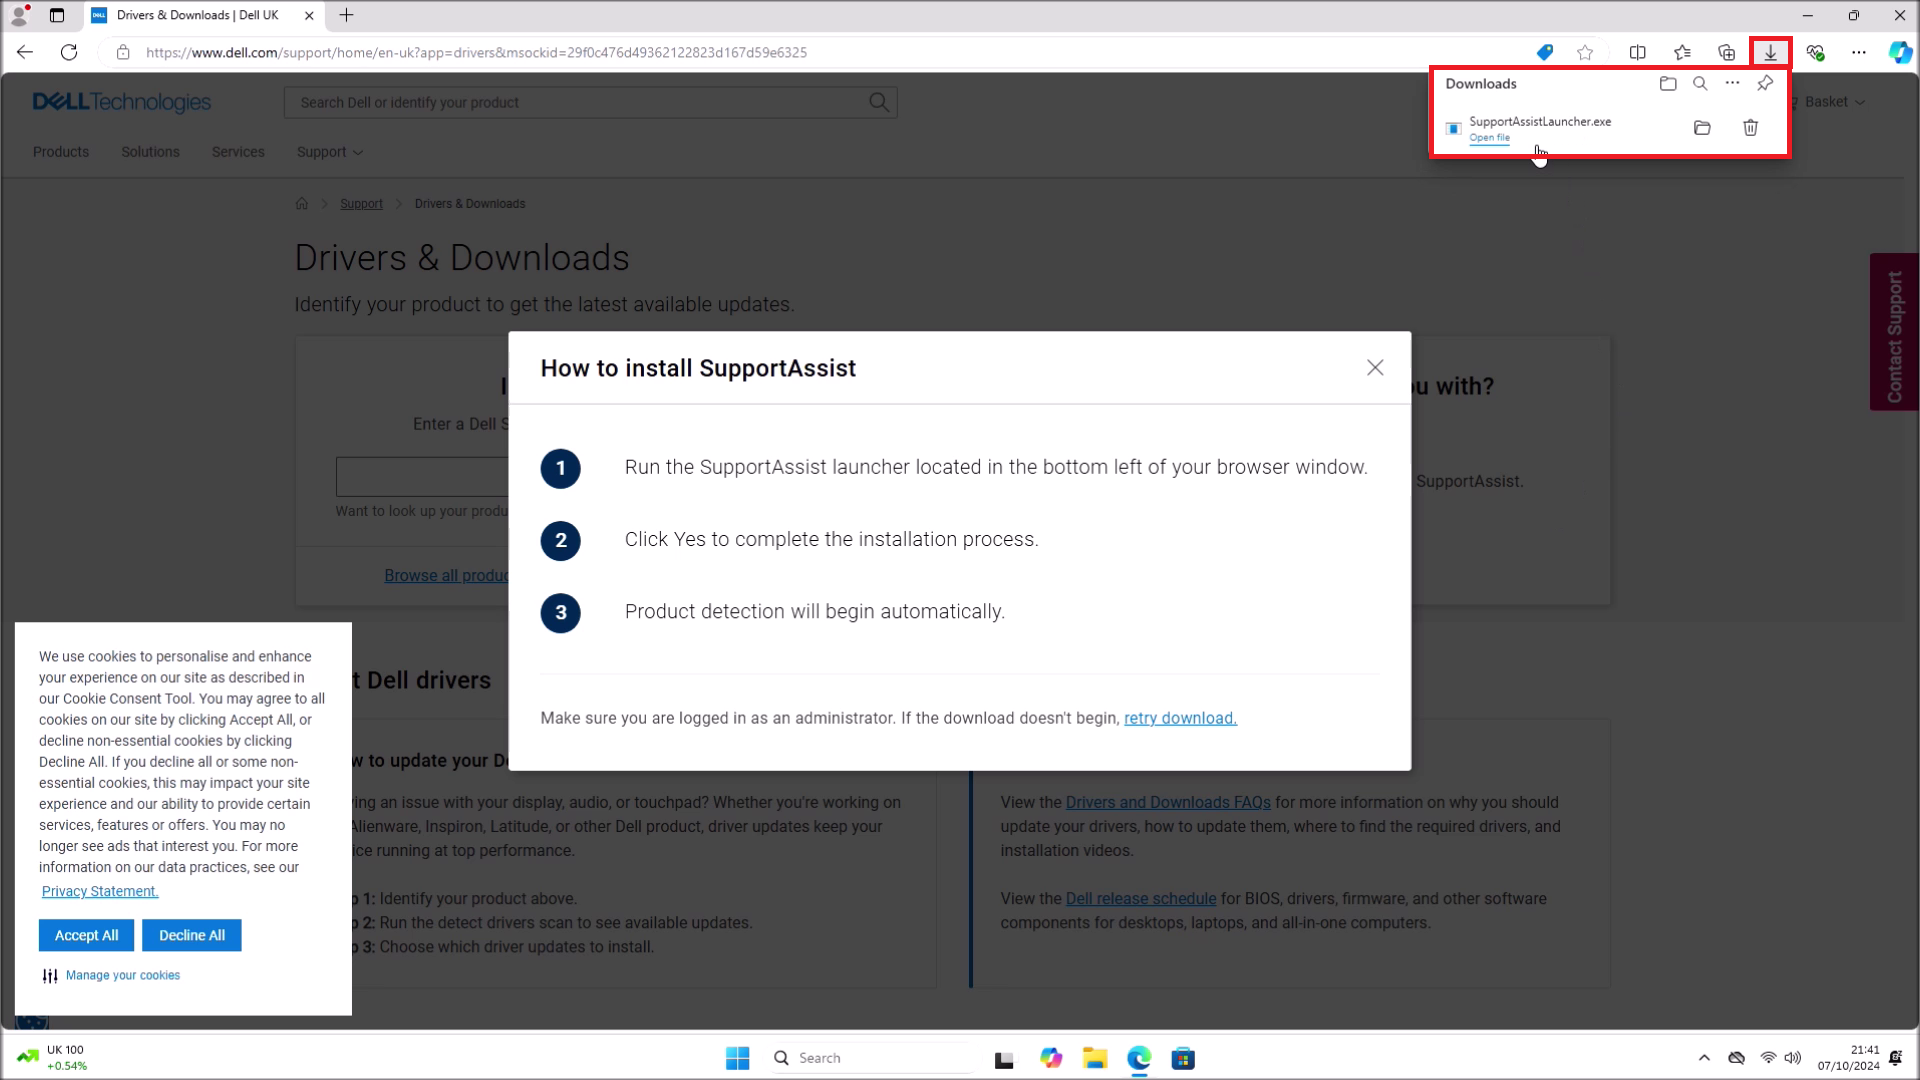 Drivers & Downloads | Dell UK
https://www.dell.com/support/home/en-uk?app=drivers&msockid=29f0c476d49362122823d167d59e6325
Downloads
SupportAssistLauncher.exe
Open file
DELLTechnologies
Search Dell or identify your product
Basket
Products
Solutions
Services
Support
Support
Drivers & Downloads
Drivers & Downloads
Identify your product to get the latest available updates.
Contact Support
How to install SupportAssist
1 Run the SupportAssist launcher located in the bottom left of your browser window.
2 Click Yes to complete the installation process.
3 Product detection will begin automatically.
Make sure you are logged in as an administrator. If the download doesn't begin, retry download.
u with?
Enter a Dell S
SupportAssist.
Want to look up your produ
Browse all produc
t Dell drivers
w to update your De
ing an issue with your display, audio, or touchpad? Whether you're working on
Alienware, Inspiron, Latitude, or other Dell product, driver updates keep your
ice running at top performance.
p 1: Identify your product above.
p 2: Run the detect drivers scan to see available updates.
p 3: Choose which driver updates to install.
View the Drivers and Downloads FAQs for more information on why you should
update your drivers, how to update them, where to find the required drivers, and
installation videos.
View the Dell release schedule for BIOS, drivers, firmware, and other software
components for desktops, laptops, and all-in-one computers.
We use cookies to personalise and enhance
your experience on our site as described in
our Cookie Consent Tool. You may agree to all
cookies on our site by clicking Accept All, or
decline non-essential cookies by clicking
Decline All. If you decline all or some non-
essential cookies, this may impact your site
experience and our ability to provide certain
services, features or offers. You may no
longer see ads that interest you. For more
information on our data practices, see our
Privacy Statement.
Accept All
Decline All
Manage your cookies
UK 100
+0.54%
Search
21:41
07/10/2024